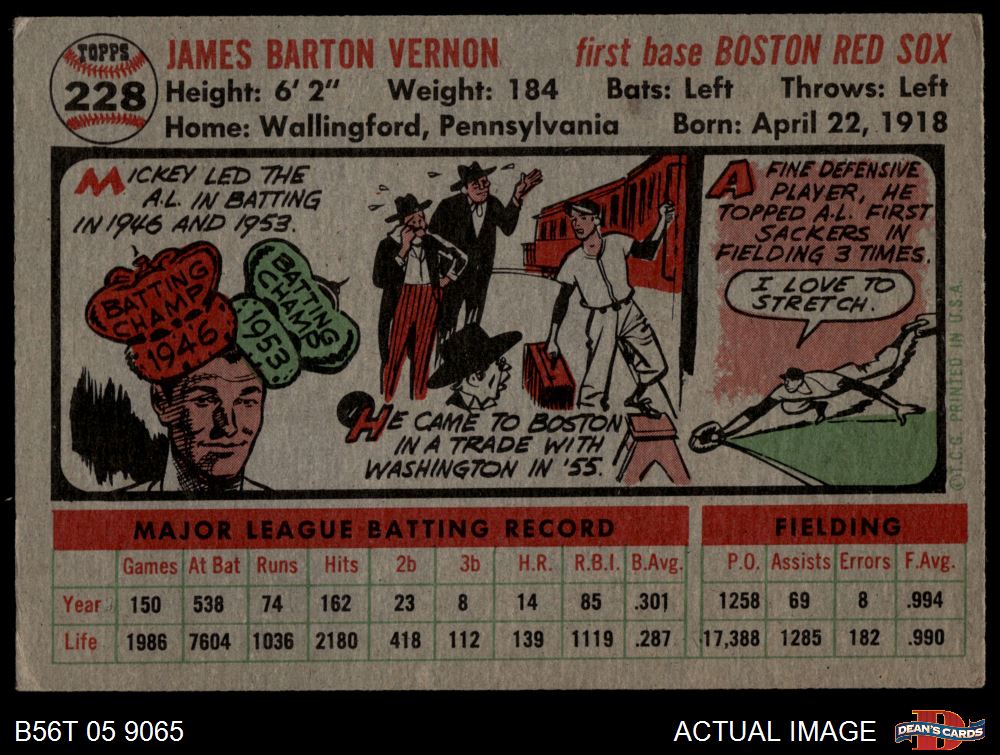 TOPPS
228
JAMES BARTON VERNON first base BOSTON RED SOX
Height: 6' 2" Weight: 184 Bats: Left Throws: Left
Home: Wallingford, Pennsylvania Born: April 22, 1918
MICKEY LED THE
A.L. IN BATTING
IN 1946 AND 1953.
BATTING
CHAMP
1946
BATTING
CHAMP
1953
HE CAME TO BOSTON
IN A TRADE WITH
WASHINGTON IN '55.
A FINE DEFENSIVE
PLAYER, HE
TOPPED A.L. FIRST
SACKERS IN
FIELDING 3 TIMES.
I LOVE TO
STRETCH.
©T.C.G. PRINTED IN U.S.A.
MAJOR LEAGUE BATTING RECORD FIELDING
Games At Bat Runs Hits 2b 3b H.R. R.B.I. B.Avg. P.O. Assists Errors F.Avg.
Year 150 538 74 162 23 8 14 85 .301 1258 69 8 .994
Life 1986 7604 1036 2180 418 112 139 1119 .287 17,388 1285 182 .990
B56T 05 9065 ACTUAL IMAGE
D
DEAN'S CARDS